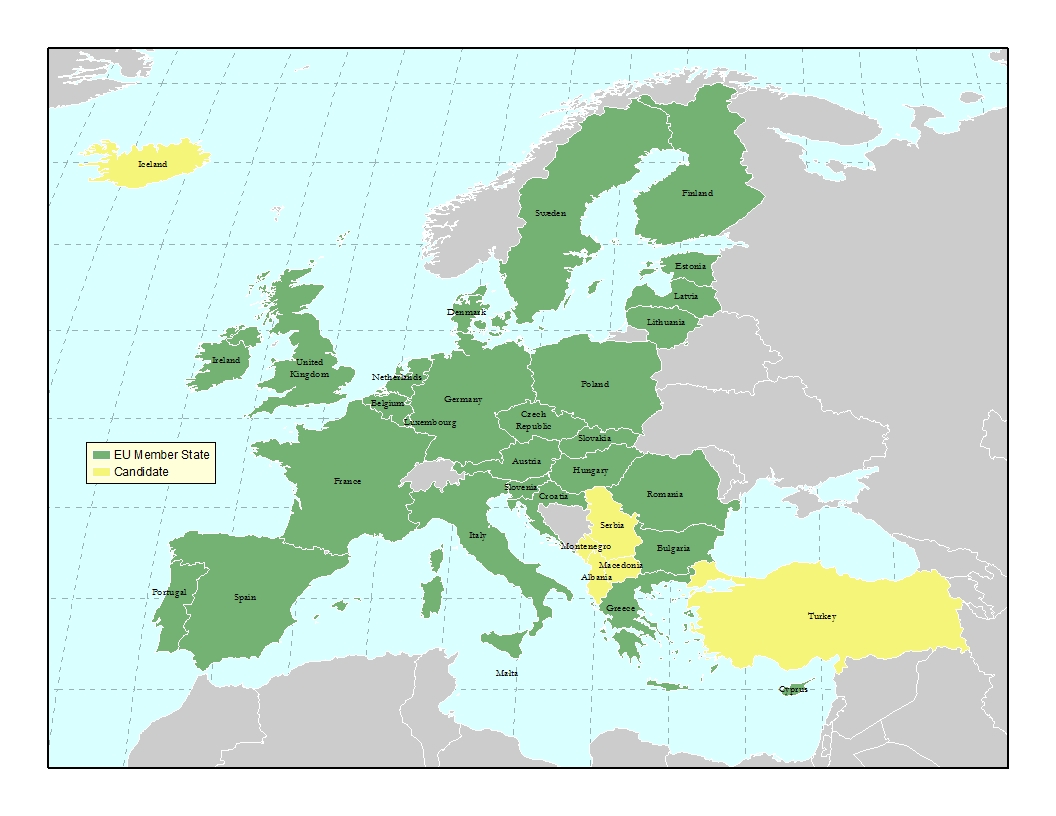 Iceland
Finland
Sweden
Estonia
Latvia
Denmark
Lithuania
Ireland
United
Kingdom
Netherlnds
Poland
Belgium
Germany
Czech
Republic
Luxembourg
Slovakia
EU Member State
Candidate
Austria
Hungary
France
Slovenia
Croatia
Romania
Serbia
Italy
Montenegro
Bulgaria
Macedonia
Albania
Portugal
Spain
Greece
Turkey
Malta
Cyprus